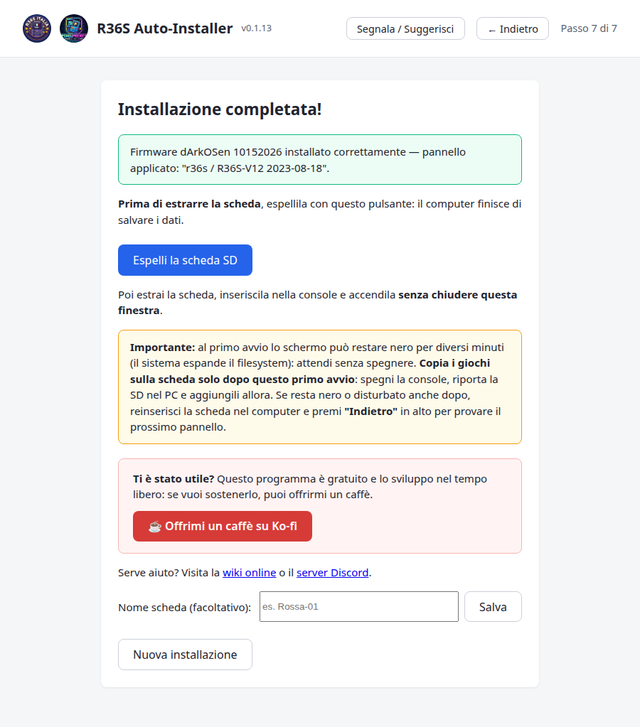 R36S Auto-Installer v0.1.13 Segnala / Suggerisci ← Indietro Passo 7 di 7
Installazione completata!
Firmware dArkOSen 10152026 installato correttamente — pannello
applicato: "r36s / R36S-V12 2023-08-18".
Prima di estrarre la scheda, espellila con questo pulsante: il computer finisce di
salvare i dati.
Espelli la scheda SD
Poi estrai la scheda, inseriscila nella console e accendila senza chiudere questa
finestra.
Importante: al primo avvio lo schermo può restare nero per diversi minuti
(il sistema espande il filesystem): attendi senza spegnere. Copia i giochi
sulla scheda solo dopo questo primo avvio: spegni la console, riporta la
SD nel PC e aggiungili allora. Se resta nero o disturbato anche dopo,
reinserisci la scheda nel computer e premi "Indietro" in alto per provare il
prossimo pannello.
Ti è stato utile? Questo programma è gratuito e lo sviluppo nel tempo
libero: se vuoi sostenerlo, puoi offrirmi un caffè.
☕ Offrimi un caffè su Ko-fi
Serve aiuto? Visita la wiki online o il server Discord.
Nome scheda (facoltativo): es. Rossa-01 Salva
Nuova installazione